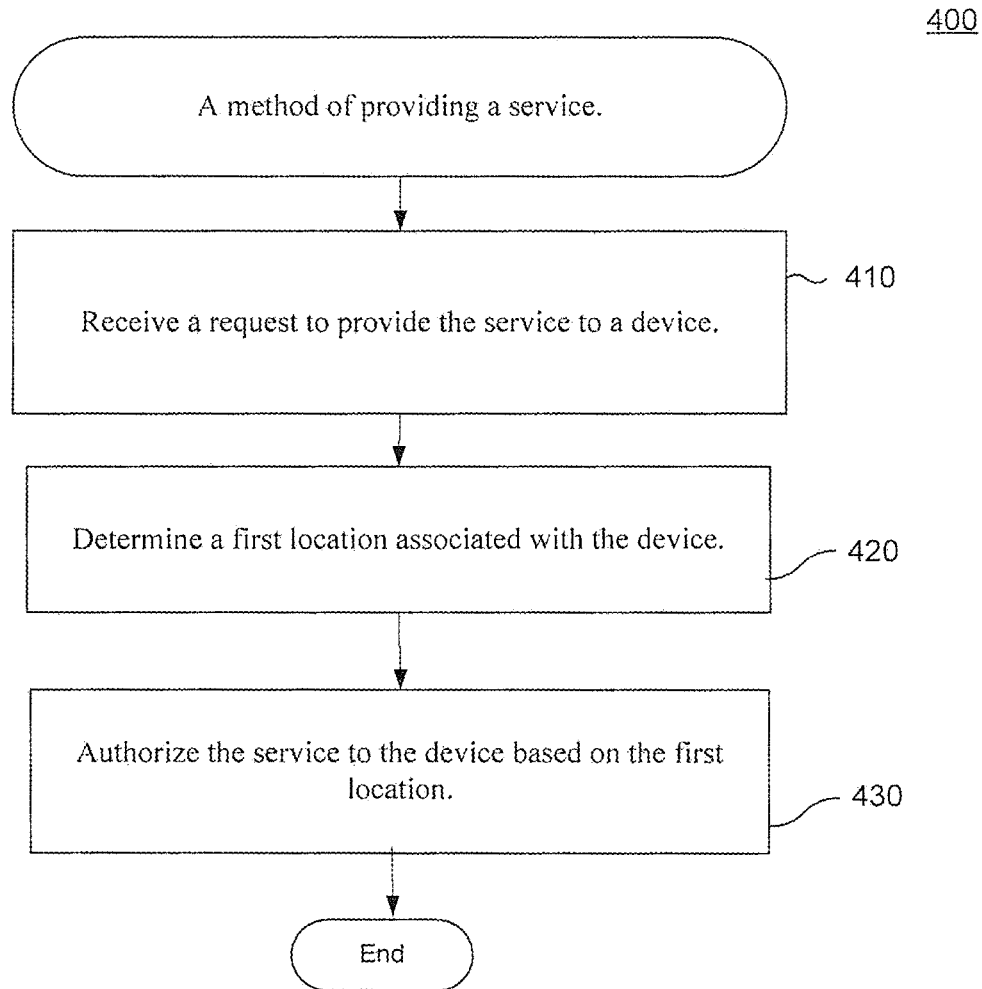 400
A method of providing a service.
Receive a request to provide the service to a device.
410
Determine a first location associated with the device.
420
Authorize the service to the device based on the first
location.
430
End